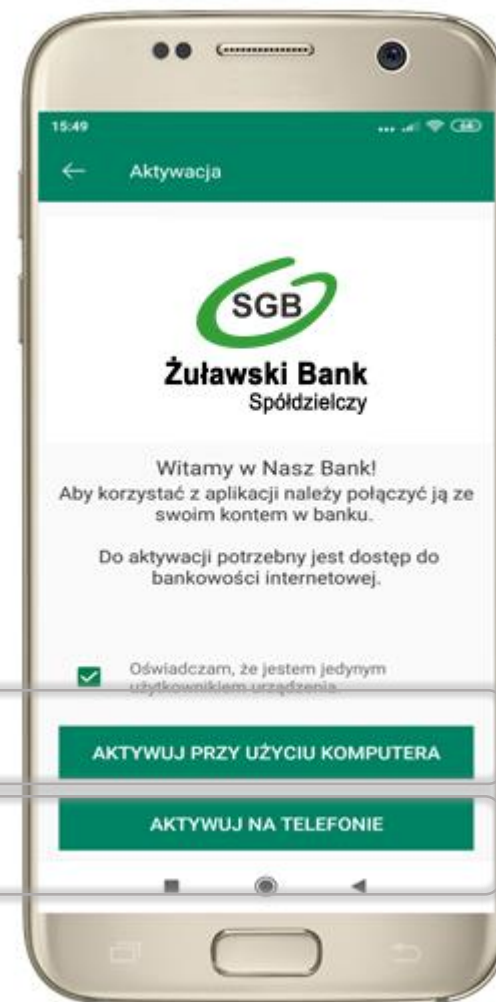 15:49
68
Aktywacja
SGB
Żuławski Bank
Spółdzielczy
Witamy w Nasz Bank!
Aby korzystać z aplikacji należy połączyć ją ze
swoim kontem w banku.
Do aktywacji potrzebny jest dostęp do
bankowości internetowej.
Oświadczam, że jestem jedynym
użytkownikiem urządzenia
AKTYWUJ PRZY UŻYCIU KOMPUTERA
AKTYWUJ NA TELEFONIE